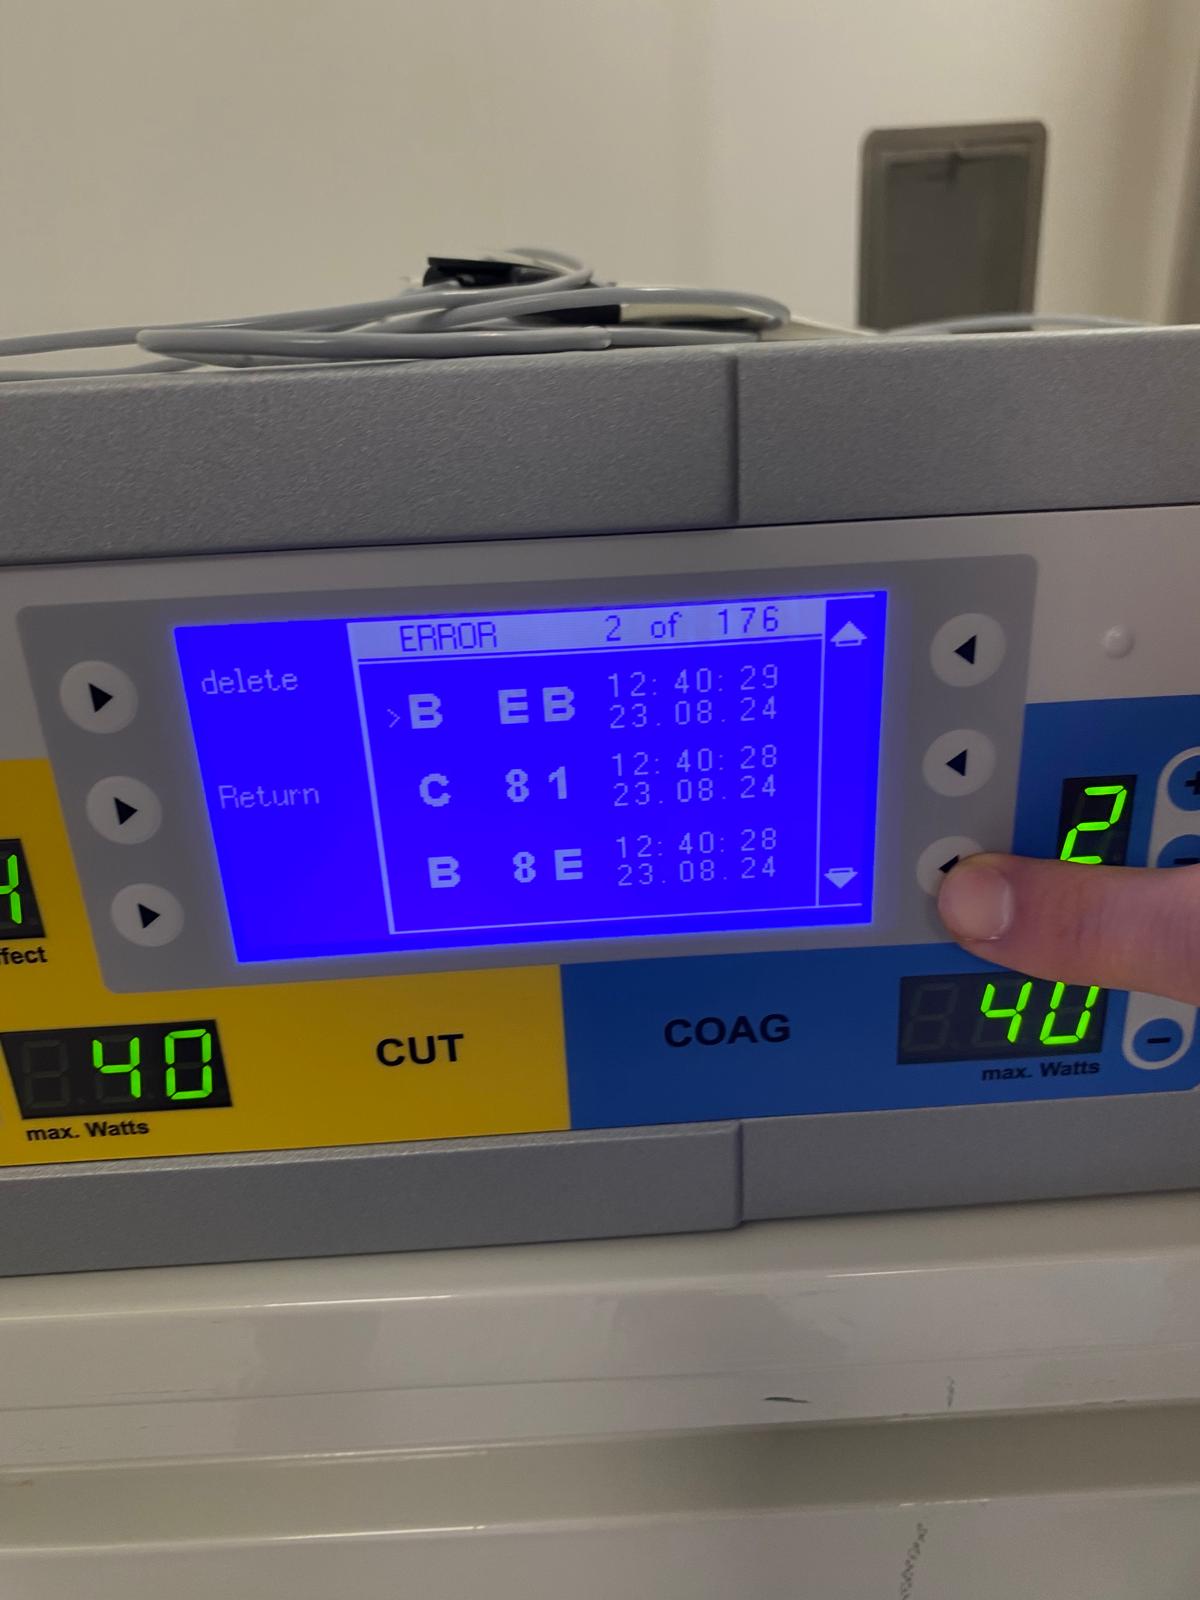 ERROR 2 of 176
delete
>B EB 12:40:29
23.08.24
C 81 12:40:28
23.08.24
Return
B 8E 12:40:28
23.08.24
2
40
max. Watts
CUT
COAG
40
max. Watts